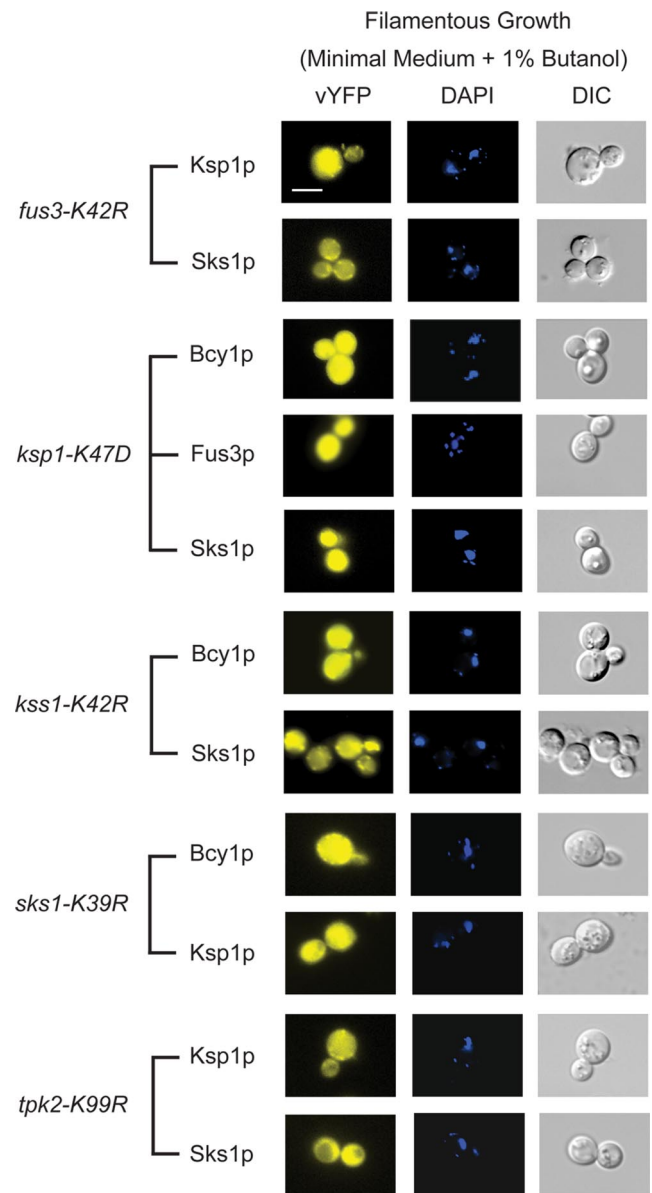 Filamentous Growth
(Minimal Medium + 1% Butanol)
vYFP DAPI DIC
Ksp1p
fus3-K42R
Sks1p
Bcy1p
ksp1-K47D
Fus3p
Sks1p
Bcy1p
kss1-K42R
Sks1p
Bcy1p
sks1-K39R
Ksp1p
Ksp1p
tpk2-K99R
Sks1p